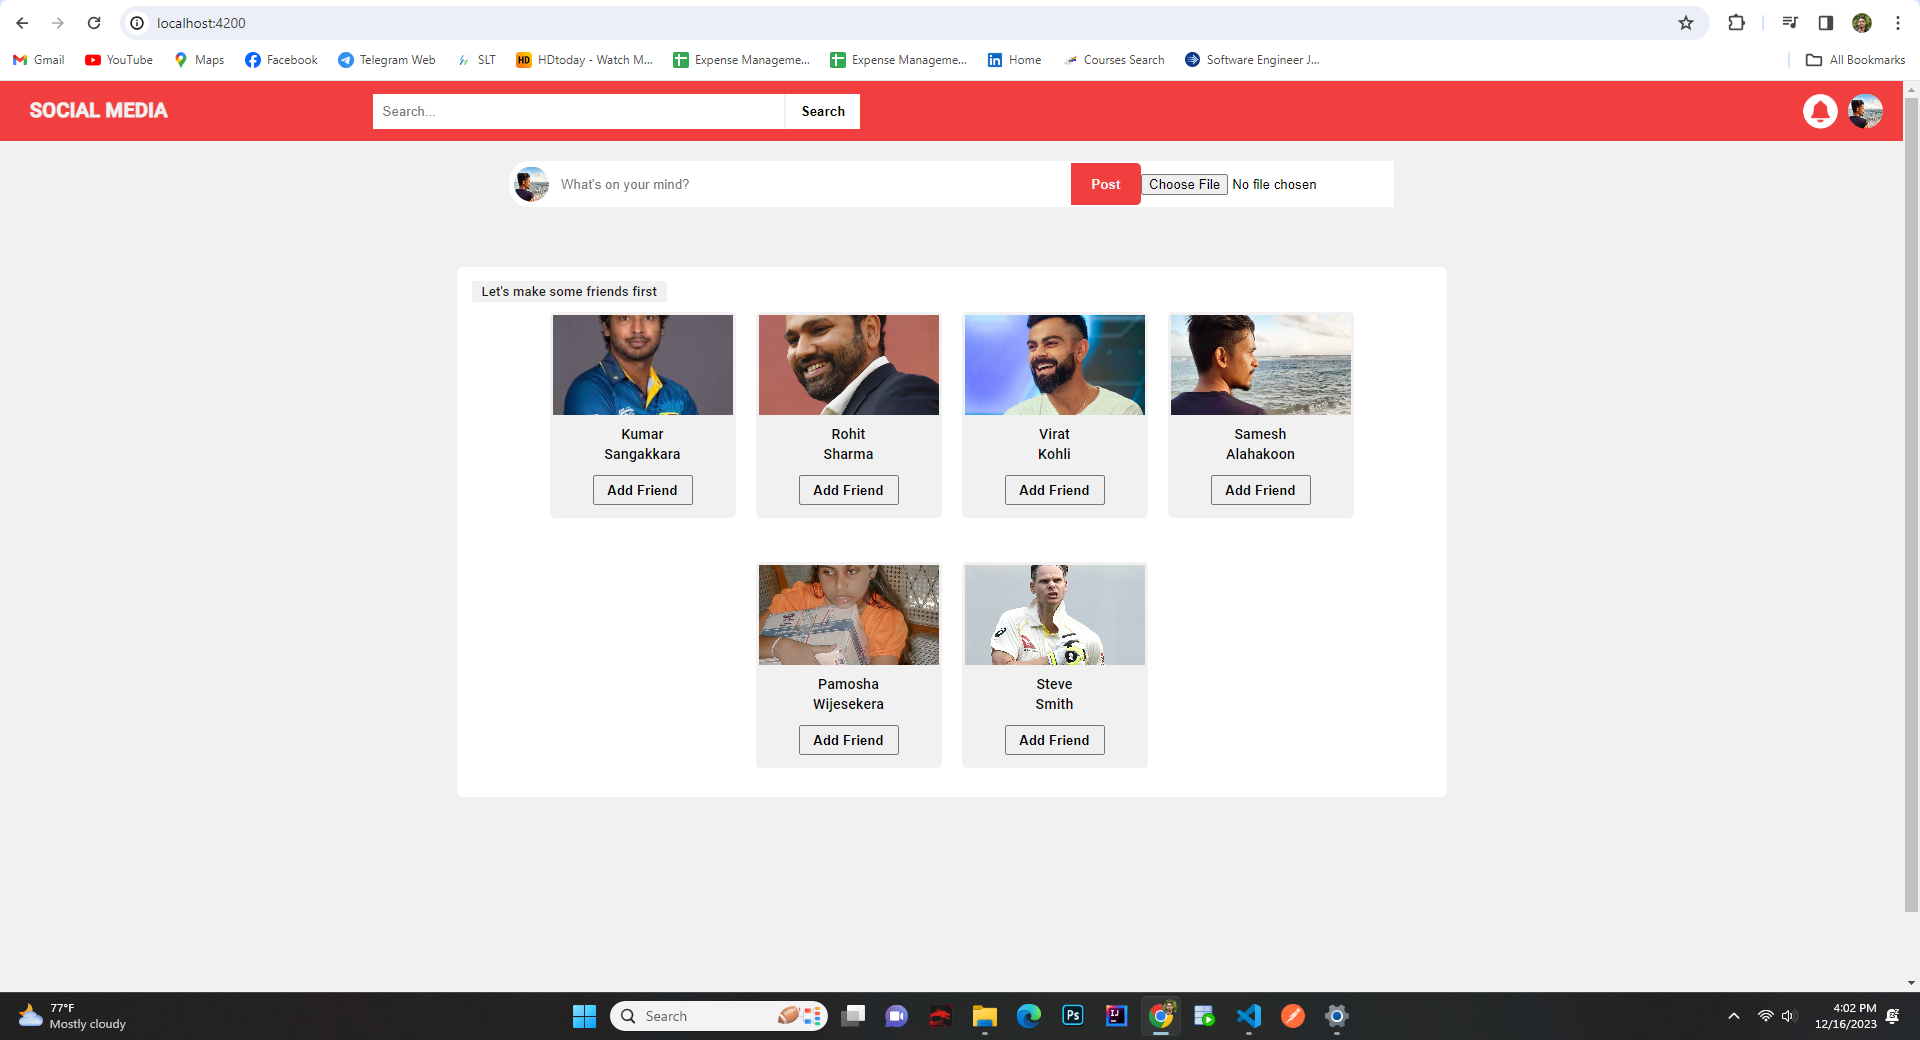 localhost:4200
Gmail
YouTube
Maps
Facebook
Telegram Web
SLT
HD
HDtoday - Watch M...
Expense Manageme...
Expense Manageme...
Home
Courses Search
Software Engineer J...
All Bookmarks
SOCIAL MEDIA
Search...
Search
What's on your mind?
Post
Choose File
No file chosen
Let's make some friends first
Kumar
Sangakkara
Add Friend
Rohit
Sharma
Add Friend
Virat
Kohli
Add Friend
Samesh
Alahakoon
Add Friend
Pamosha
Wijesekera
Add Friend
Steve
Smith
Add Friend
77°F
Mostly cloudy
Search
Ps
IJ
4:02 PM
12/16/2023